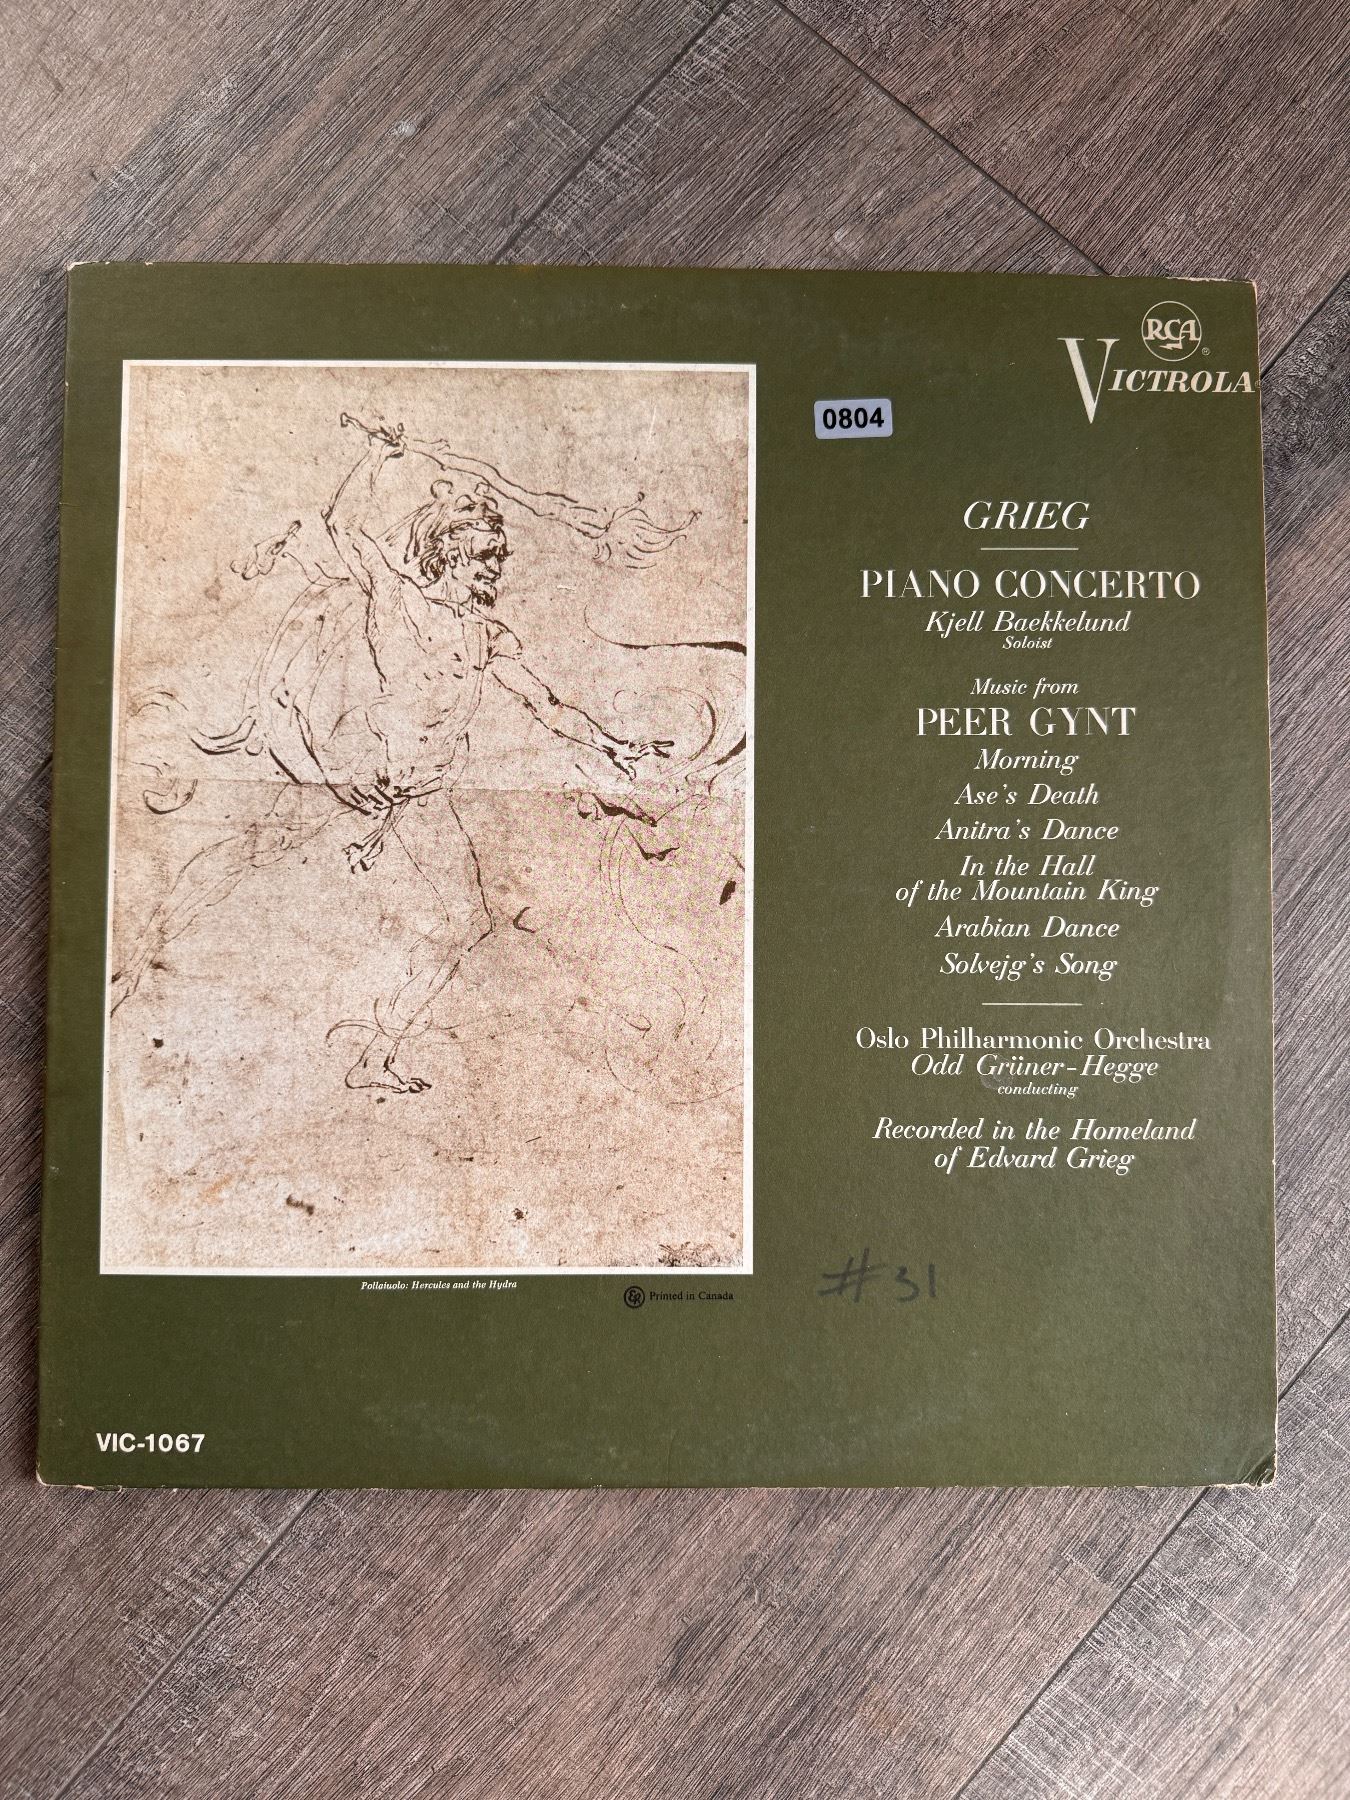 RCA
®
VICTROLA®
0804
GRIEG
PIANO CONCERTO
Kjell Baekkelund
Soloist
Music from
PEER GYNT
Morning
Ase's Death
Anitra's Dance
In the Hall
of the Mountain King
Arabian Dance
Solvejg's Song
Oslo Philharmonic Orchestra
Odd Grüner-Hegge
conducting
Recorded in the Homeland
of Edvard Grieg
#31
Pollaiuolo: Hercules and the Hydra
Printed in Canada
VIC-1067